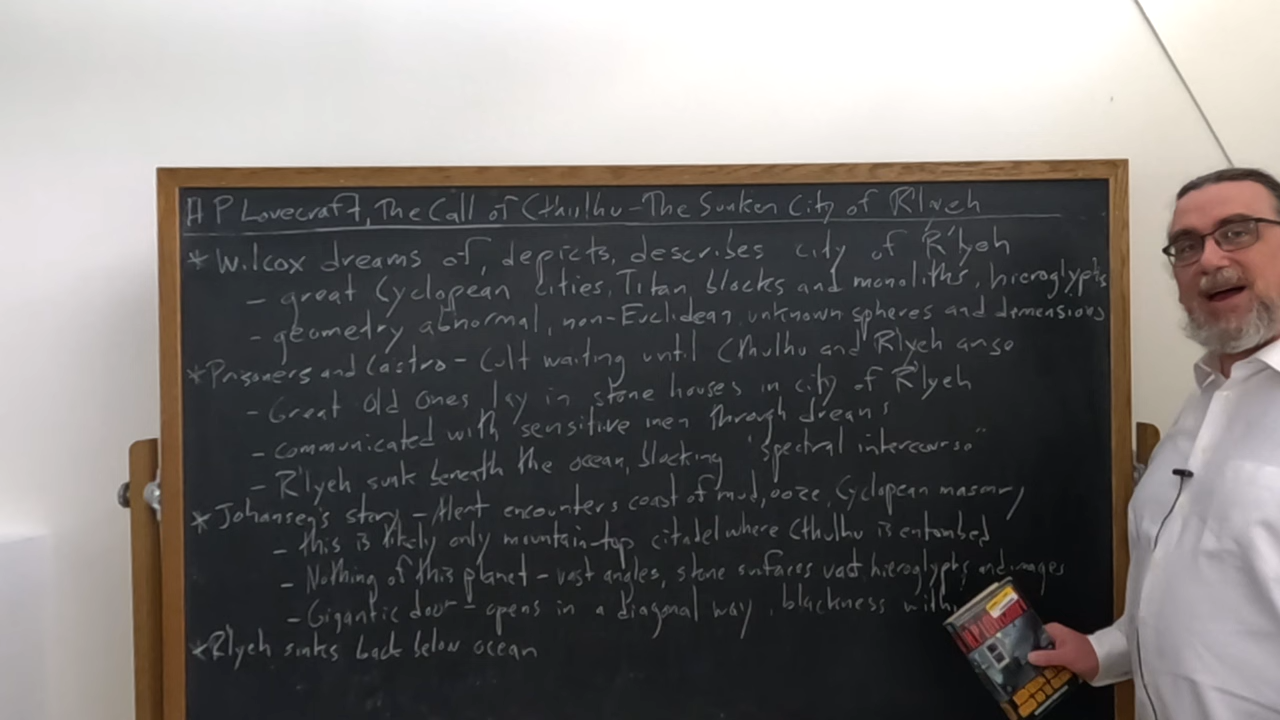 H P Lovecraft, The Call of Cthulhu - The Sunken City of R'lyeh
* Wilcox dreams of, depicts, describes city of R'lyeh
- great Cyclopean cities, Titan blocks and monoliths, hieroglyphs
- geometry abnormal, non-Euclidean unknown spheres and dimensions
* Prisoners and Castro - Cult waiting until Cthulhu and R'lyeh arise
- Great Old Ones lay in stone houses in city of R'lyeh
- communicated with sensitive men through dreams
- R'lyeh sunk beneath the ocean, blocking "spectral intercourse"
* Johansen's story - Alert encounters coast of mud, ooze, Cyclopean masonry
- this is likely only mountain-top citadel where Cthulhu is entombed
- Nothing of this planet - vast angles, stone surfaces vast hieroglyphs and images
- Gigantic door - opens in a diagonal way, blackness within
* R'lyeh sinks back below ocean